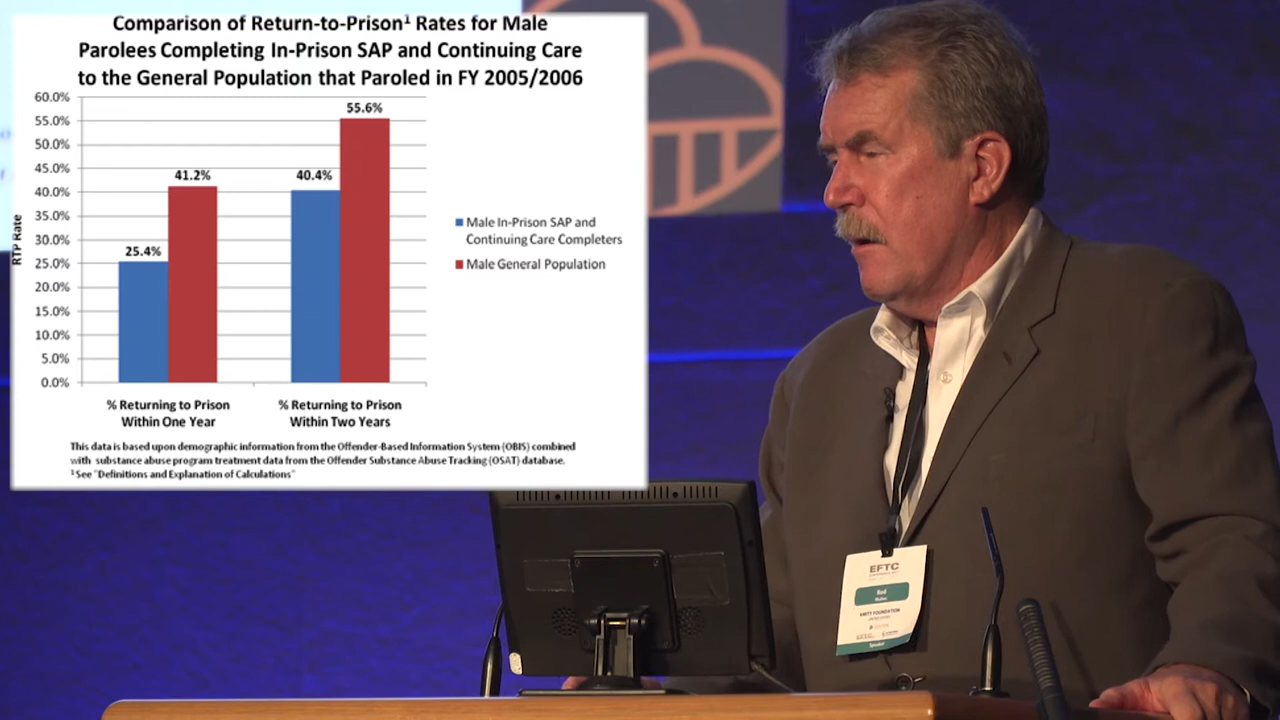 Comparison of Return-to-Prison¹ Rates for Male
Parolees Completing In-Prison SAP and Continuing Care
to the General Population that Paroled in FY 2005/2006
60.0%
55.0%
50.0%
45.0%
40.0%
35.0%
30.0%
25.0%
20.0%
15.0%
10.0%
5.0%
0.0%
RTP Rate
25.4%
41.2%
40.4%
55.6%
% Returning to Prison
Within One Year
% Returning to Prison
Within Two Years
Male In-Prison SAP and
Continuing Care Completers
Male General Population
This data is based upon demographic information from the Offender-Based Information System (OBIS) combined
with substance abuse program treatment data from the Offender Substance Abuse Tracking (OSAT) database.
¹ See "Definitions and Explanation of Calculations"
EFTC
Rod
Mullen
AMITY FOUNDATION
Speaker